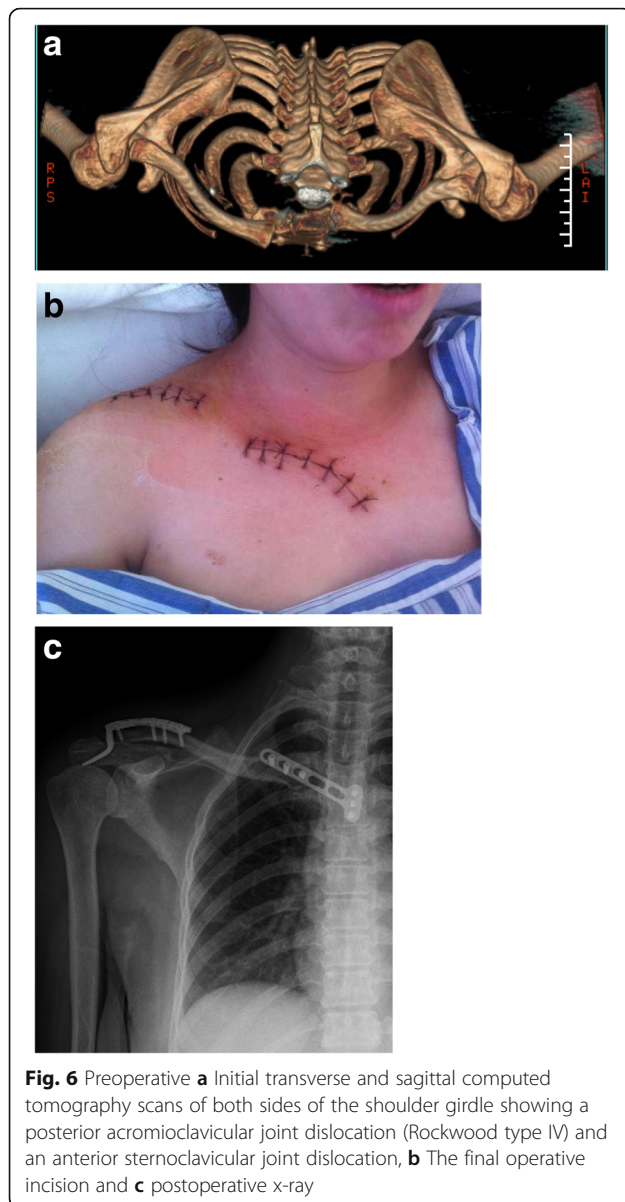 a
R
P
S
L
A
I
b
c
Fig. 6 Preoperative a Initial transverse and sagittal computed
tomography scans of both sides of the shoulder girdle showing a
posterior acromioclavicular joint dislocation (Rockwood type IV) and
an anterior sternoclavicular joint dislocation, b The final operative
incision and c postoperative x-ray